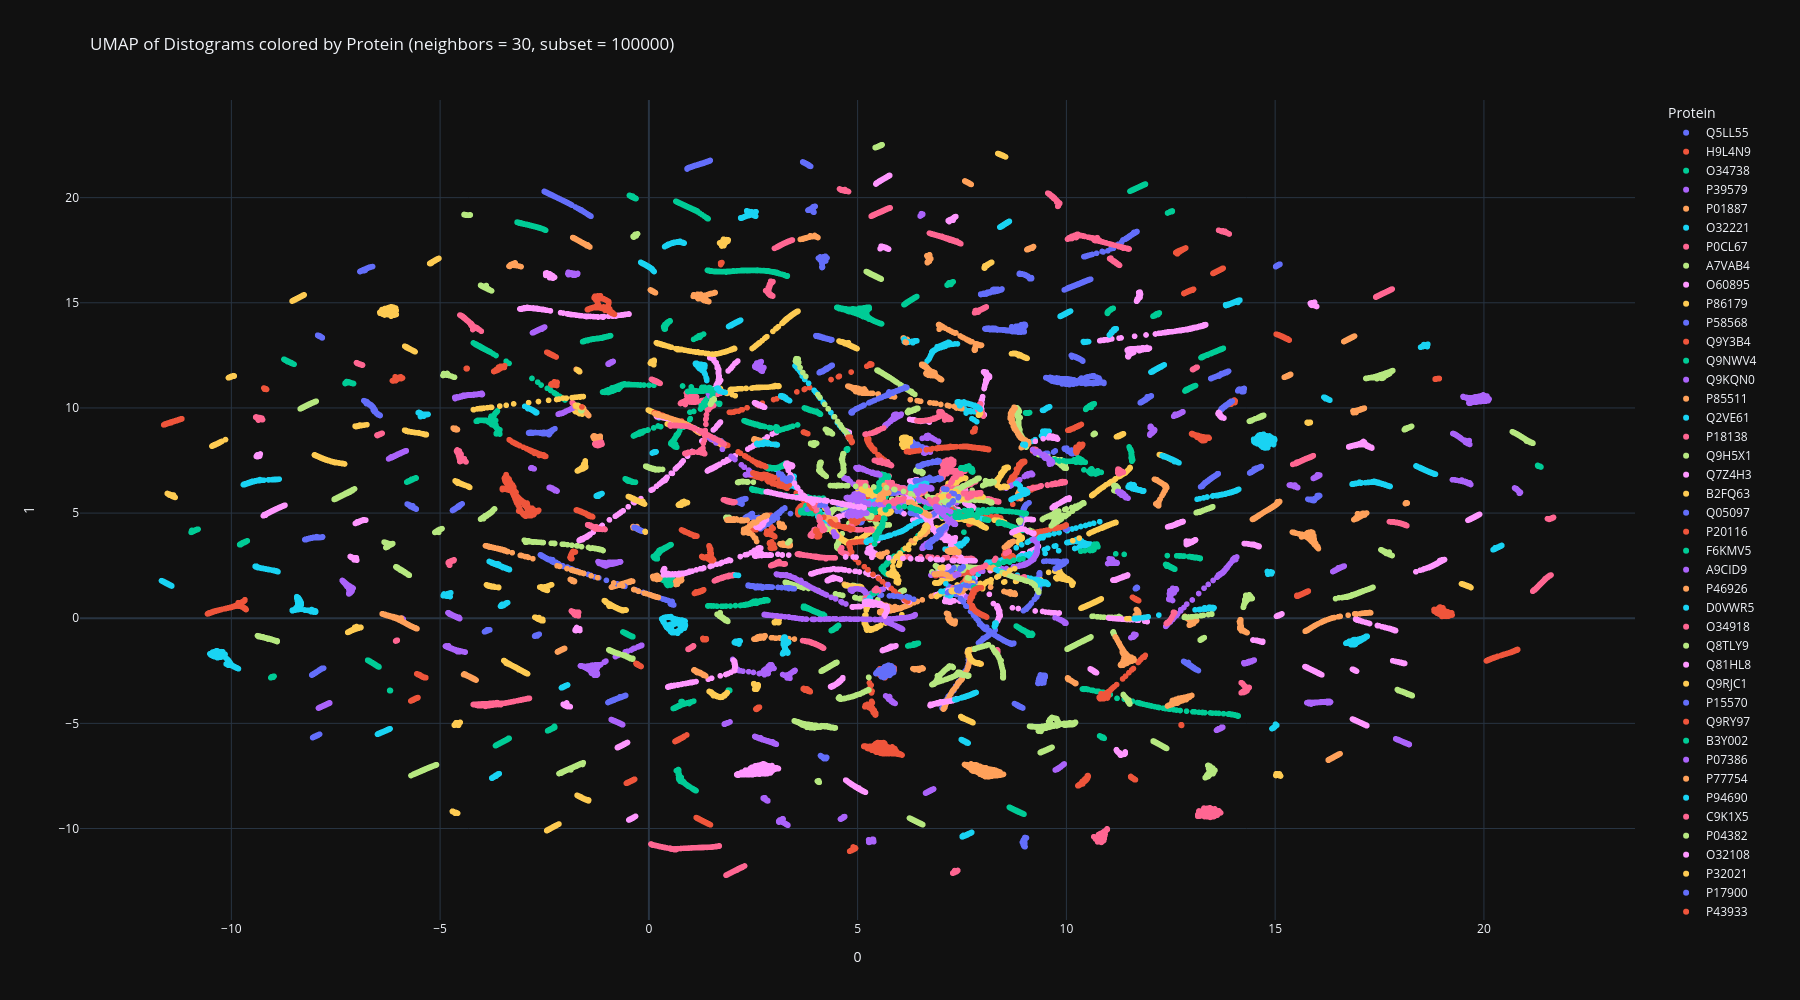 UMAP of Distograms colored by Protein (neighbors = 30, subset = 100000)
Protein
Q5LL55
H9L4N9
O34738
P39579
P01887
O32221
P0CL67
A7VAB4
O60895
P86179
P58568
Q9Y3B4
Q9NWV4
Q9KQN0
P85511
Q2VE61
P18138
Q9H5X1
Q7Z4H3
B2FQ63
Q05097
P20116
F6KMV5
A9CID9
P46926
D0VWR5
O34918
Q8TLY9
Q81HL8
Q9RJC1
P15570
Q9RY97
B3Y002
P07386
P77754
P94690
C9K1X5
P04382
O32108
P32021
P17900
P43933
20
15
10
5
0
−5
−10
1
−10 −5 0 5 10 15 20
0